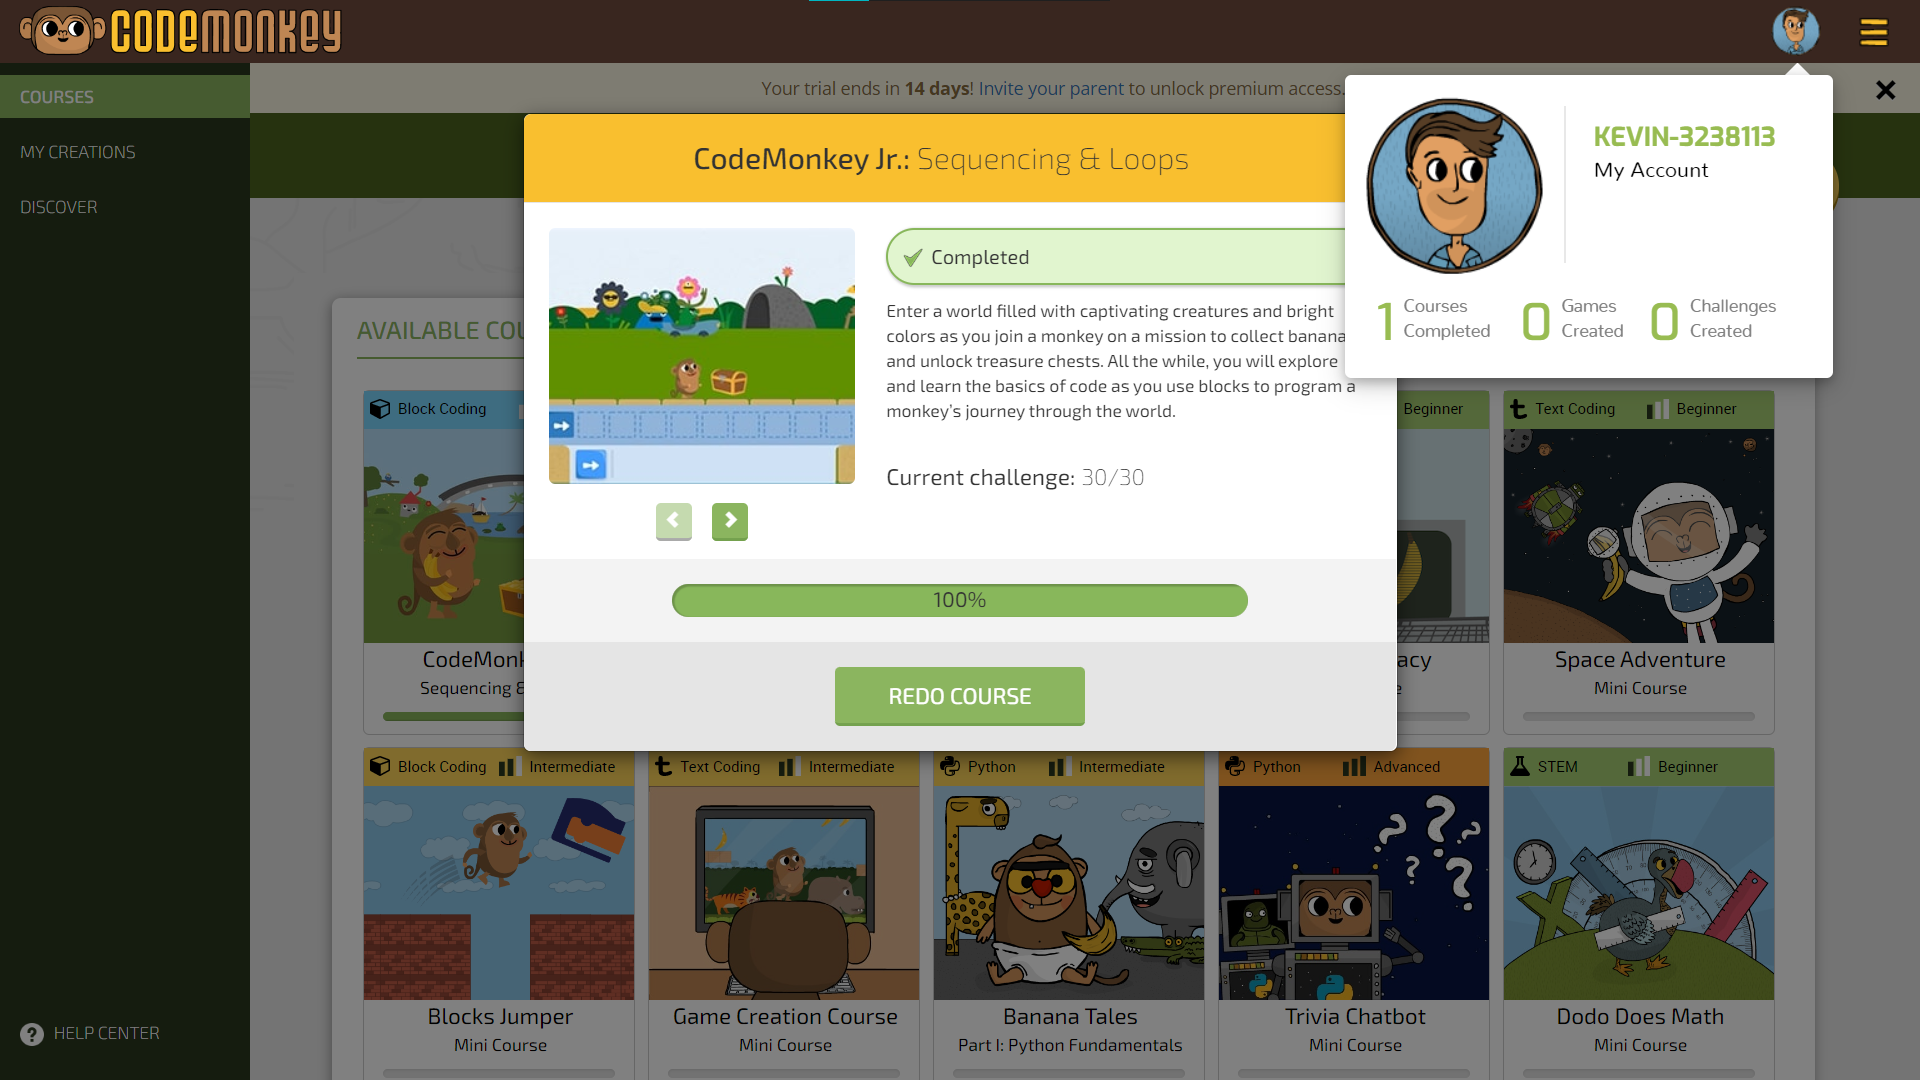 CODEMONKEY
COURSES
MY CREATIONS
DISCOVER
HELP CENTER
Your trial ends in 14 days! Invite your parent to unlock premium access.
KEVIN-3238113
My Account
1 Courses Completed
0 Games Created
0 Challenges Created
CodeMonkey Jr.: Sequencing & Loops
Completed
Enter a world filled with captivating creatures and bright
colors as you join a monkey on a mission to collect banana
and unlock treasure chests. All the while, you will explore
and learn the basics of code as you use blocks to program a
monkey's journey through the world.
Current challenge: 30/30
100%
REDO COURSE
AVAILABLE COU
Block Coding
Beginner
Text Coding
Beginner
CodeMonk
Sequencing &
acy
Space Adventure
Mini Course
Block Coding
Intermediate
Text Coding
Intermediate
Python
Intermediate
Python
Advanced
STEM
Beginner
Blocks Jumper
Mini Course
Game Creation Course
Mini Course
Banana Tales
Part I: Python Fundamentals
Trivia Chatbot
Mini Course
Dodo Does Math
Mini Course